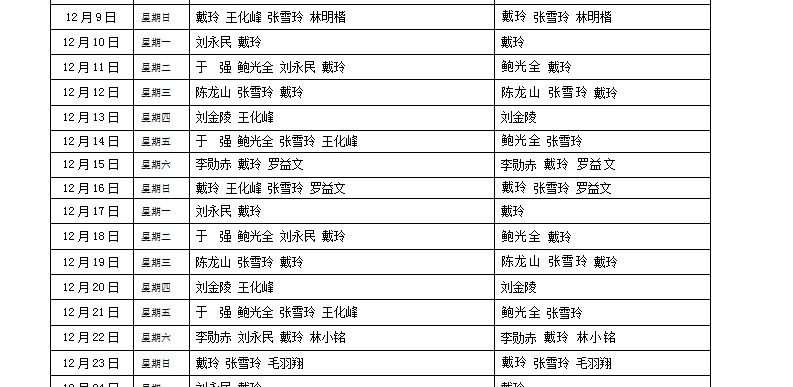 12月9日 星期日 戴玲 王化峰 张雪玲 林明楷 戴玲 张雪玲 林明楷
12月10日 星期一 刘永民 戴玲 戴玲
12月11日 星期二 于 强 鲍光全 刘永民 戴玲 鲍光全 戴玲
12月12日 星期三 陈龙山 张雪玲 戴玲 陈龙山 张雪玲 戴玲
12月13日 星期四 刘金陵 王化峰 刘金陵
12月14日 星期五 于 强 鲍光全 张雪玲 王化峰 鲍光全 张雪玲
12月15日 星期六 李勋赤 戴玲 罗益文 李勋赤 戴玲 罗益文
12月16日 星期日 戴玲 王化峰 张雪玲 罗益文 戴玲 张雪玲 罗益文
12月17日 星期一 刘永民 戴玲 戴玲
12月18日 星期二 于 强 鲍光全 刘永民 戴玲 鲍光全 戴玲
12月19日 星期三 陈龙山 张雪玲 戴玲 陈龙山 张雪玲 戴玲
12月20日 星期四 刘金陵 王化峰 刘金陵
12月21日 星期五 于 强 鲍光全 张雪玲 王化峰 鲍光全 张雪玲
12月22日 星期六 李勋赤 刘永民 戴玲 林小铭 李勋赤 戴玲 林小铭
12月23日 星期日 戴玲 张雪玲 毛羽翔 戴玲 张雪玲 毛羽翔